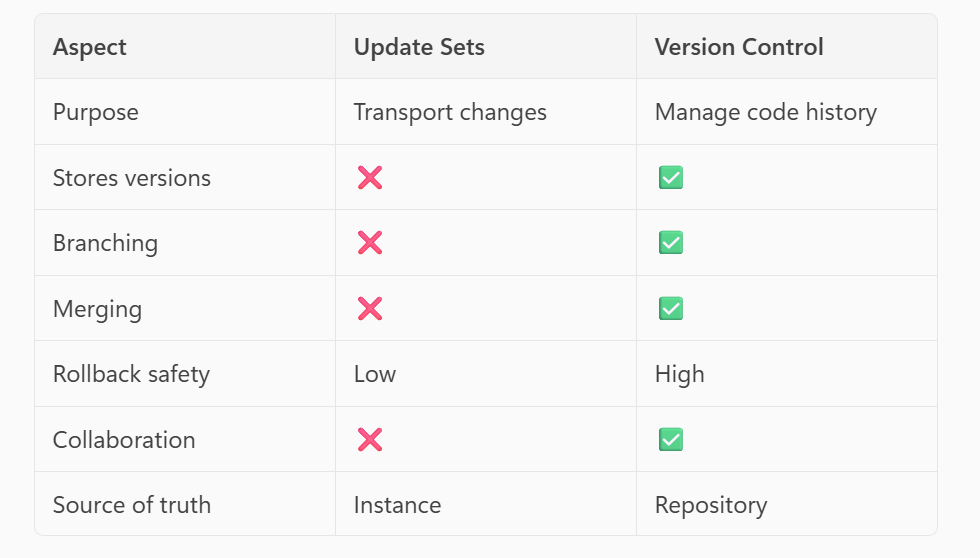 Aspect Update Sets Version Control
Purpose Transport changes Manage code history
Stores versions ❌ ✅
Branching ❌ ✅
Merging ❌ ✅
Rollback safety Low High
Collaboration ❌ ✅
Source of truth Instance Repository